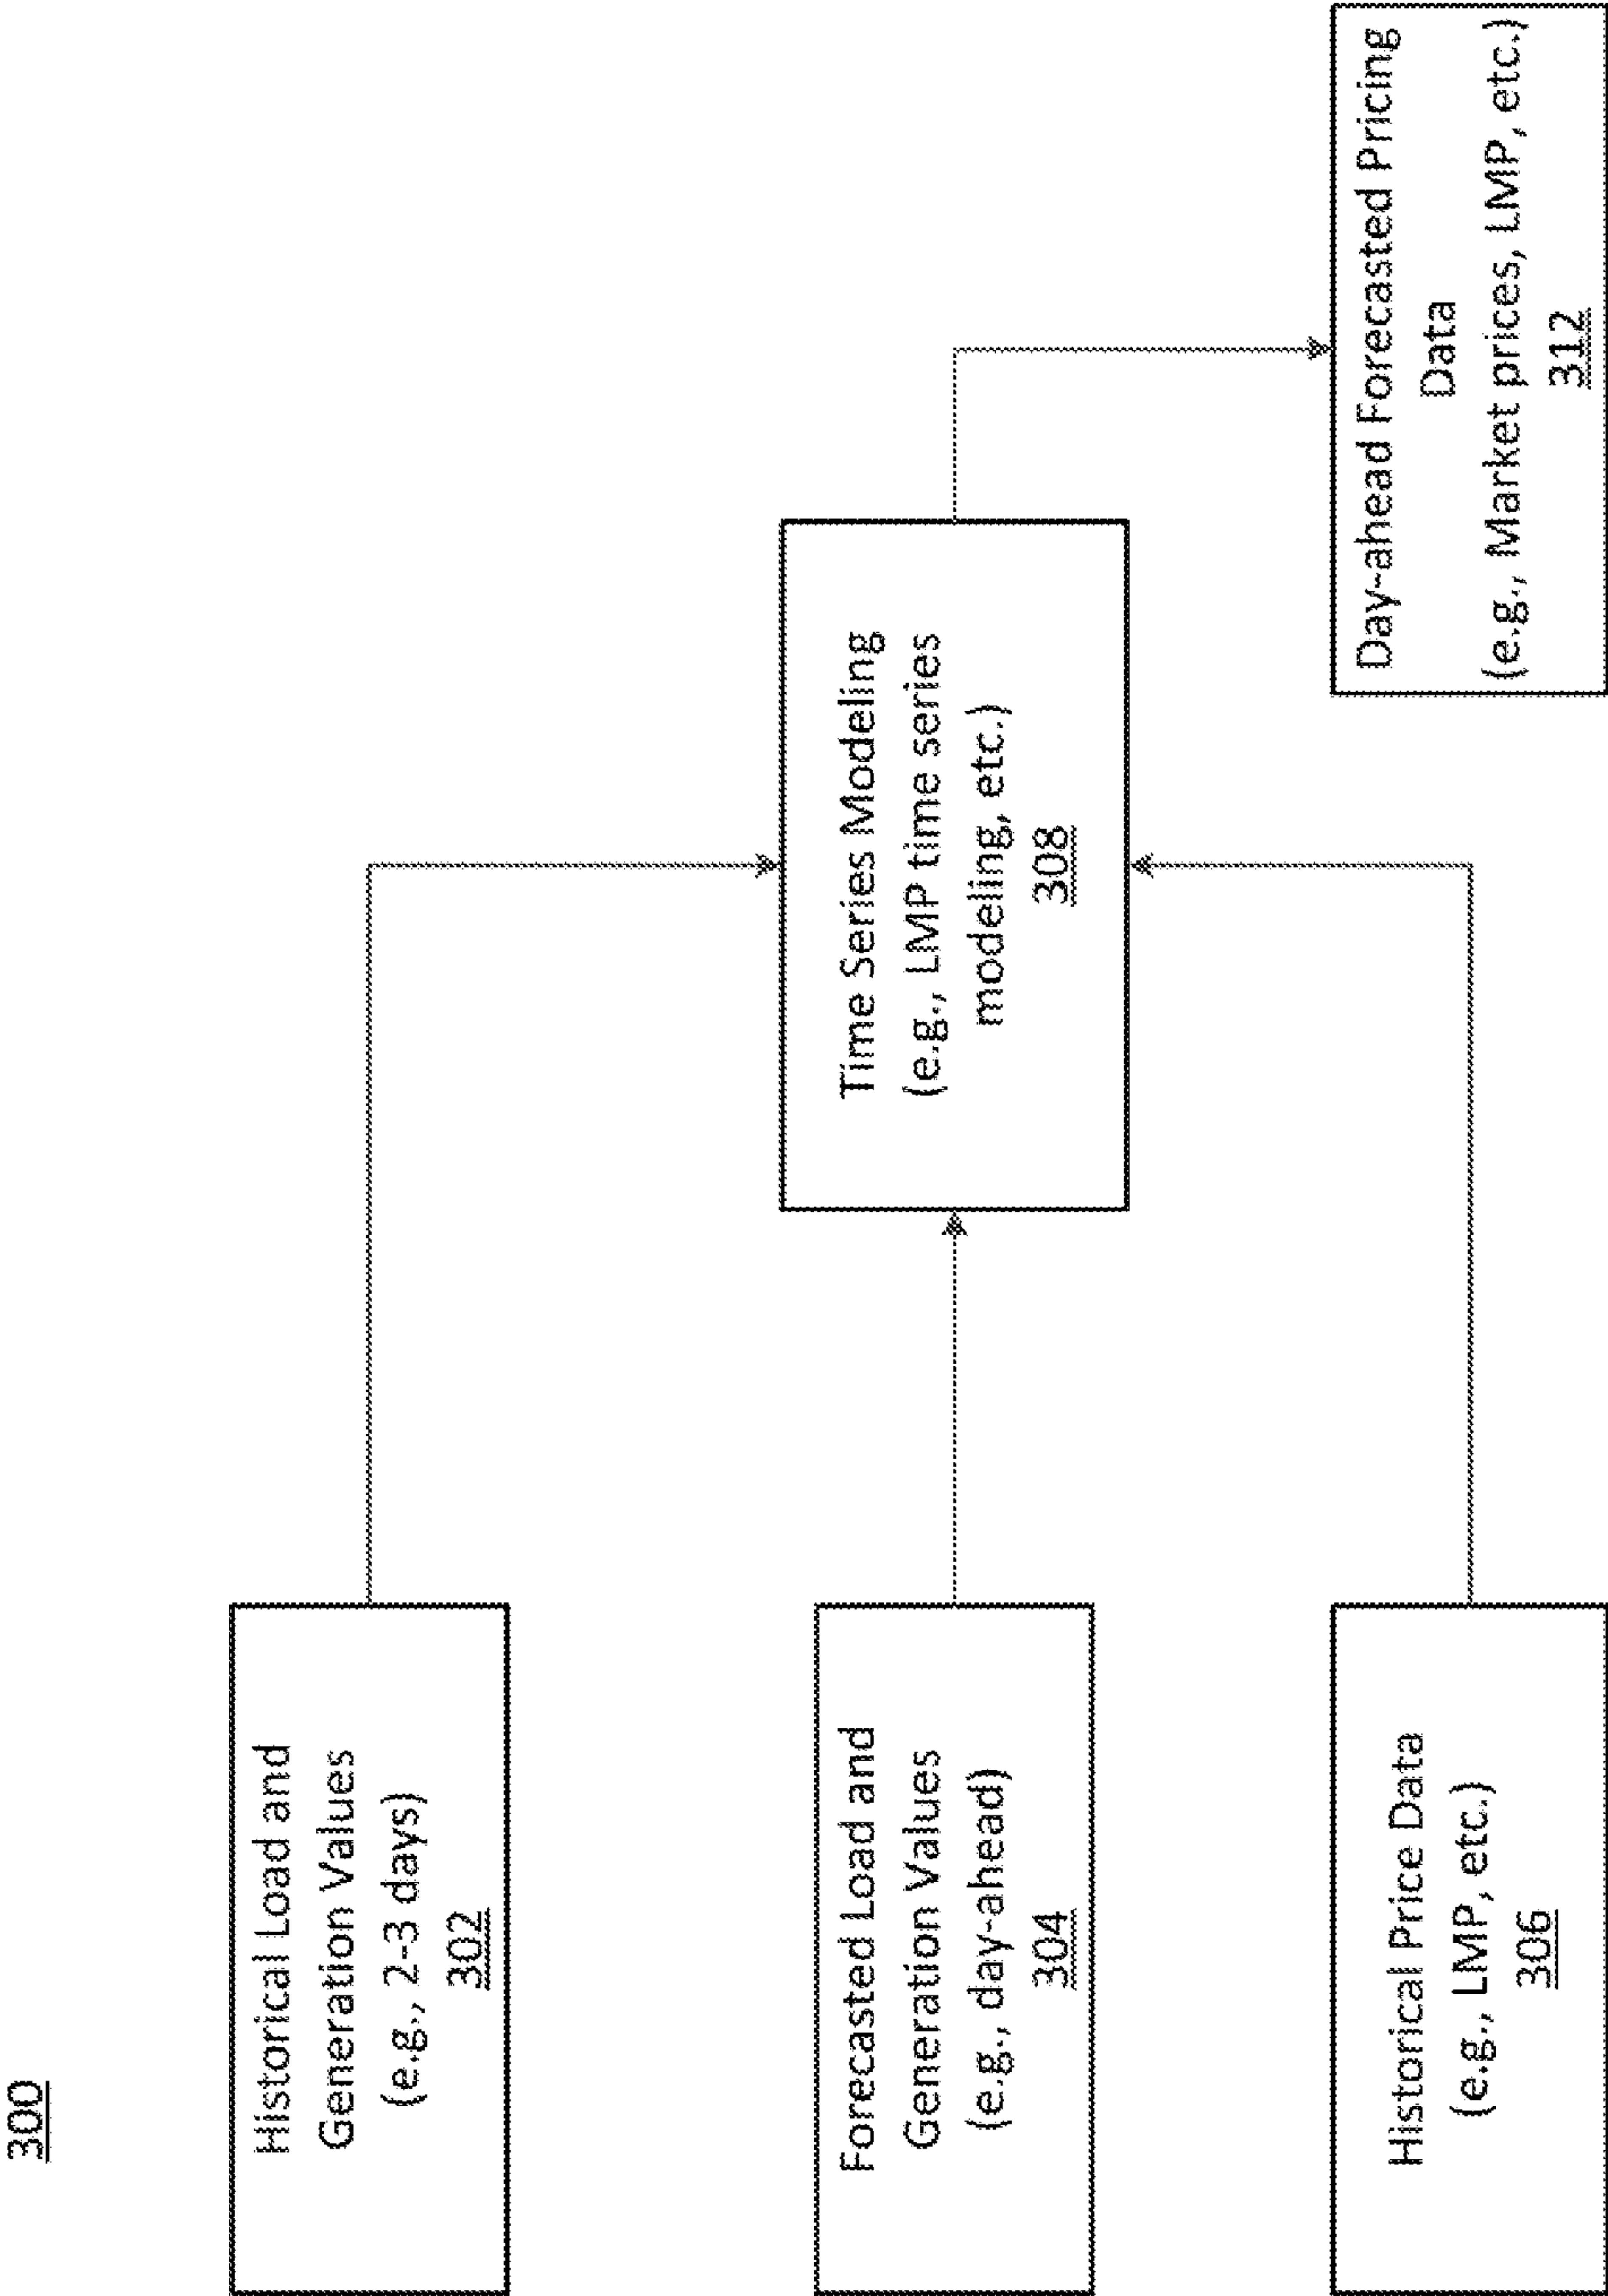 300
Historical Load and
Generation Values
(e.g., 2-3 days)
302
Forecasted Load and
Generation Values
(e.g., day-ahead)
304
Historical Price Data
(e.g., LMP, etc.)
306
Time Series Modeling
(e.g., LMP time series
modeling, etc.)
308
Day-ahead Forecasted Pricing
Data
(e.g., Market prices, LMP, etc.)
312